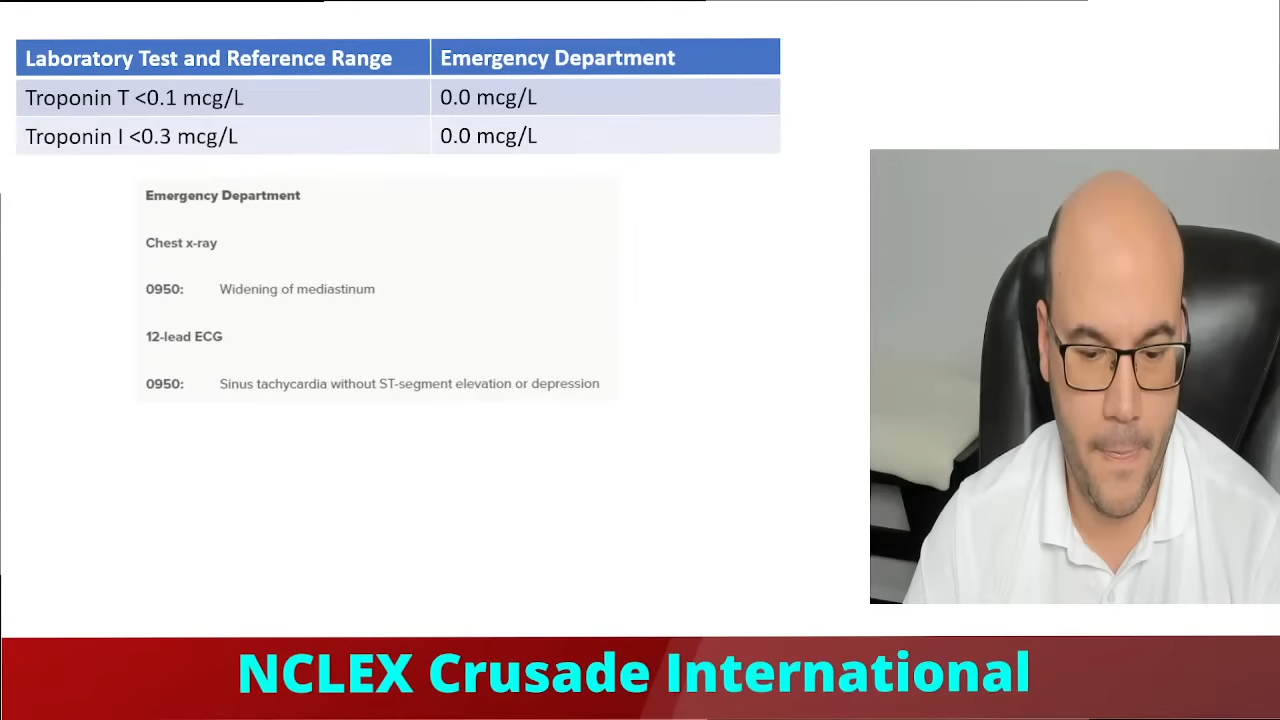 Laboratory Test and Reference Range Emergency Department
Troponin T <0.1 mcg/L 0.0 mcg/L
Troponin I <0.3 mcg/L 0.0 mcg/L
Emergency Department
Chest x-ray
0950: Widening of mediastinum
12-lead ECG
0950: Sinus tachycardia without ST-segment elevation or depression
NCLEX Crusade International